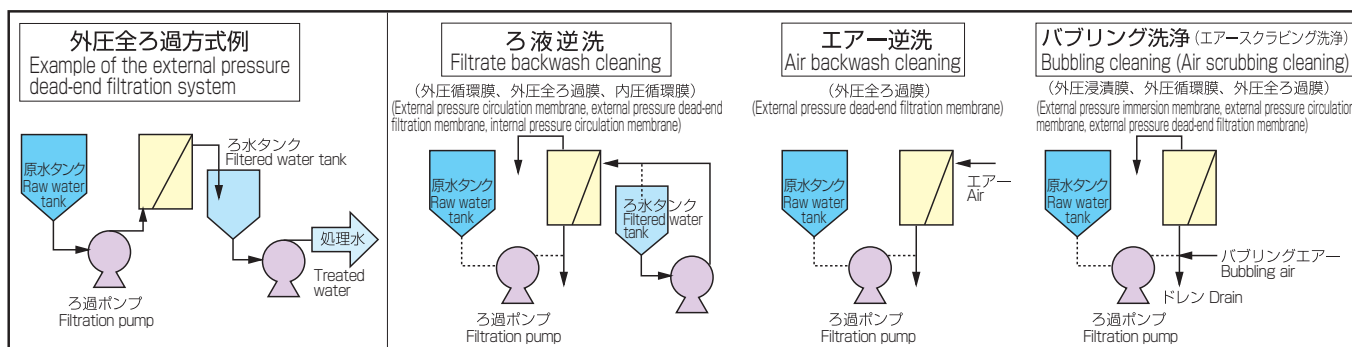 外圧全ろ過方式例
Example of the external pressure
dead-end filtration system
原水タンク
Raw water
tank
ろ水タンク
Filtered water tank
処理水
Treated
water
ろ過ポンプ
Filtration pump
ろ液逆洗
Filtrate backwash cleaning
(外圧循環膜、外圧全ろ過膜、内圧循環膜)
(External pressure circulation membrane, external pressure dead-end
filtration membrane, internal pressure circulation membrane)
原水タンク
Raw water
tank
ろ水タンク
Filtered water
tank
ろ過ポンプ
Filtration pump
エアー逆洗
Air backwash cleaning
(外圧全ろ過膜)
(External pressure dead-end filtration membrane)
原水タンク
Raw water
tank
エアー
Air
ろ過ポンプ
Filtration pump
バブリング洗浄(エアースクラビング洗浄)
Bubbling cleaning (Air scrubbing cleaning)
(外圧浸漬膜、外圧循環膜、外圧全ろ過膜)
(External pressure immersion membrane, external pressure circulation
membrane, external pressure dead-end filtration membrane)
原水タンク
Raw water
tank
バブリングエアー
Bubbling air
ドレン Drain
ろ過ポンプ
Filtration pump